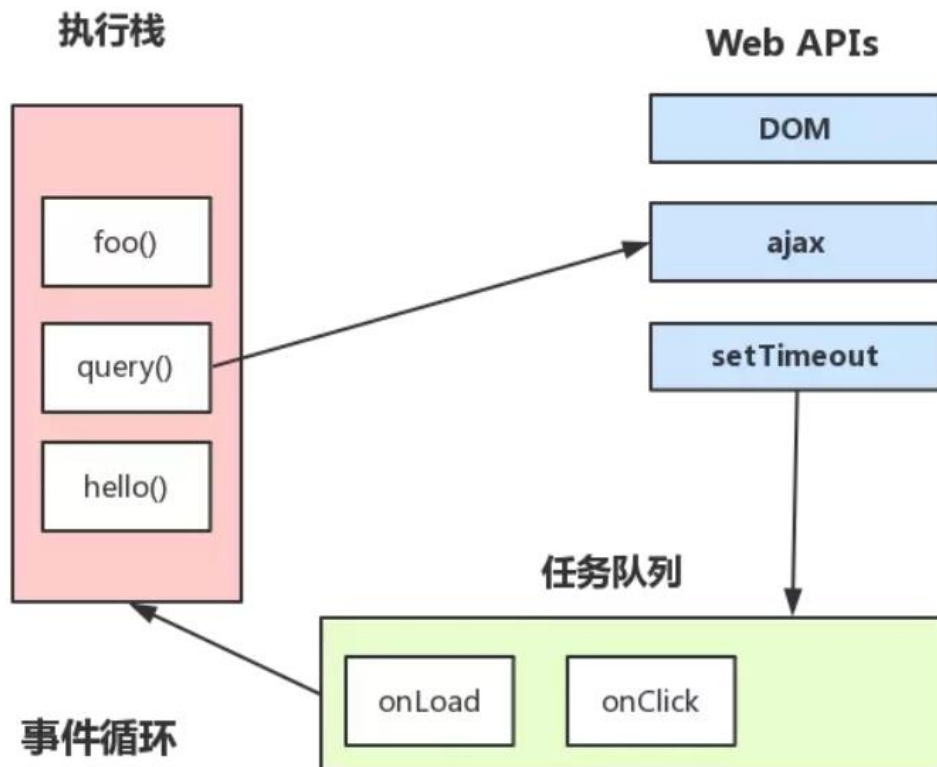 执行栈
Web APIs
DOM
foo()
ajax
query()
setTimeout
hello()
任务队列
onLoad
onClick
事件循环